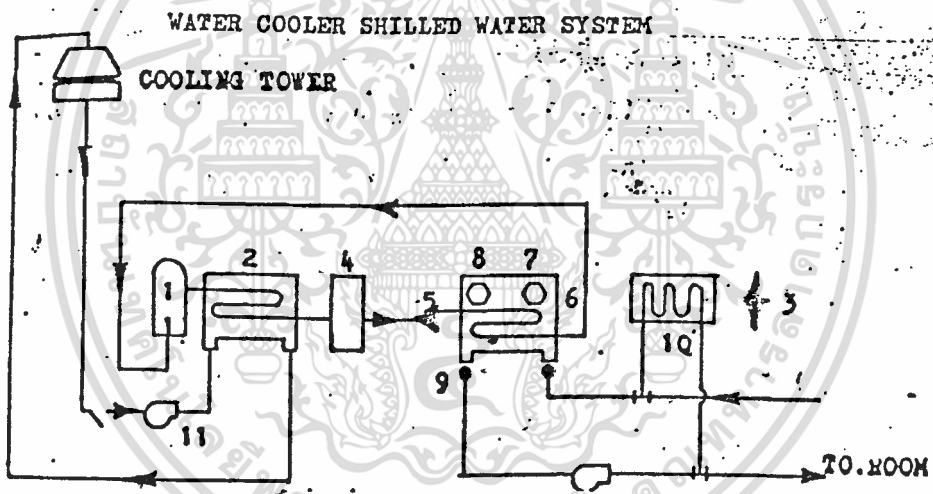 WATER COOLER SHILLED WATER SYSTEM
COOLING TOWER
2 4 8 7
1 5 6 3
10
9
11
TO.ROOM